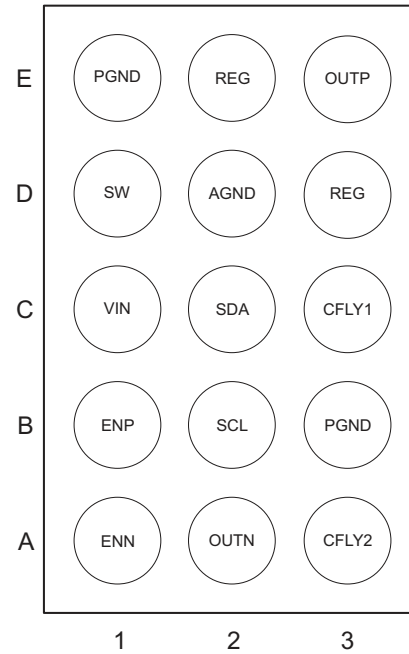 E PGND REG OUTP
D SW AGND REG
C VIN SDA CFLY1
B ENP SCL PGND
A ENN OUTN CFLY2
1 2 3